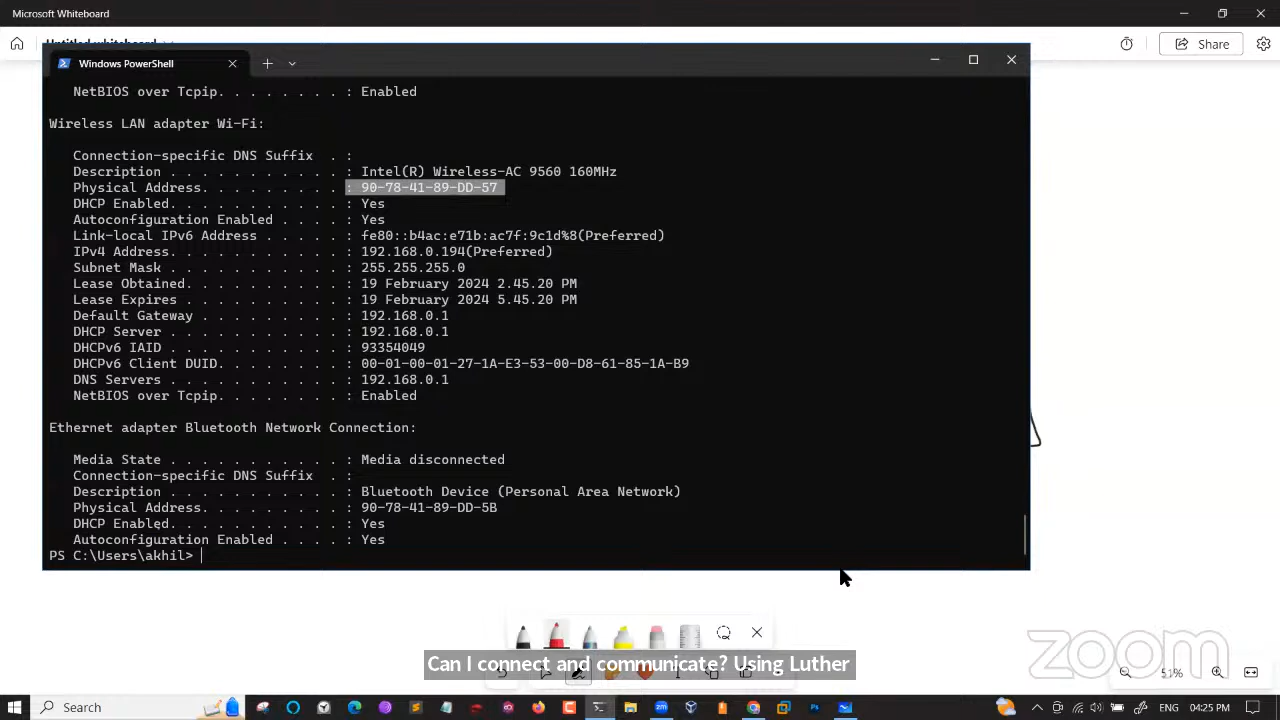 Microsoft Whiteboard
Untitled whiteboard
Share
Windows PowerShell
NetBIOS over Tcpip. . . . . . . . : Enabled
Wireless LAN adapter Wi-Fi:
Connection-specific DNS Suffix  . :
Description . . . . . . . . . . . : Intel(R) Wireless-AC 9560 160MHz
Physical Address. . . . . . . . . : 90-78-41-89-DD-57
DHCP Enabled. . . . . . . . . . . : Yes
Autoconfiguration Enabled . . . . : Yes
Link-local IPv6 Address . . . . . : fe80::b4ac:e71b:ac7f:9c1d%8(Preferred)
IPv4 Address. . . . . . . . . . . : 192.168.0.194(Preferred)
Subnet Mask . . . . . . . . . . . : 255.255.255.0
Lease Obtained. . . . . . . . . . : 19 February 2024 2.45.20 PM
Lease Expires . . . . . . . . . . : 19 February 2024 5.45.20 PM
Default Gateway . . . . . . . . . : 192.168.0.1
DHCP Server . . . . . . . . . . . : 192.168.0.1
DHCPv6 IAID . . . . . . . . . . . : 93354049
DHCPv6 Client DUID. . . . . . . . : 00-01-00-01-27-1A-E3-53-00-D8-61-85-1A-B9
DNS Servers . . . . . . . . . . . : 192.168.0.1
NetBIOS over Tcpip. . . . . . . . : Enabled
Ethernet adapter Bluetooth Network Connection:
Media State . . . . . . . . . . . : Media disconnected
Connection-specific DNS Suffix  . :
Description . . . . . . . . . . . : Bluetooth Device (Personal Area Network)
Physical Address. . . . . . . . . : 90-78-41-89-DD-5B
DHCP Enabled. . . . . . . . . . . : Yes
Autoconfiguration Enabled . . . . : Yes
PS C:\Users\akhil>
Can I connect and communicate? Using Luther
zoom
51%
Search
ENG
04:25 PM